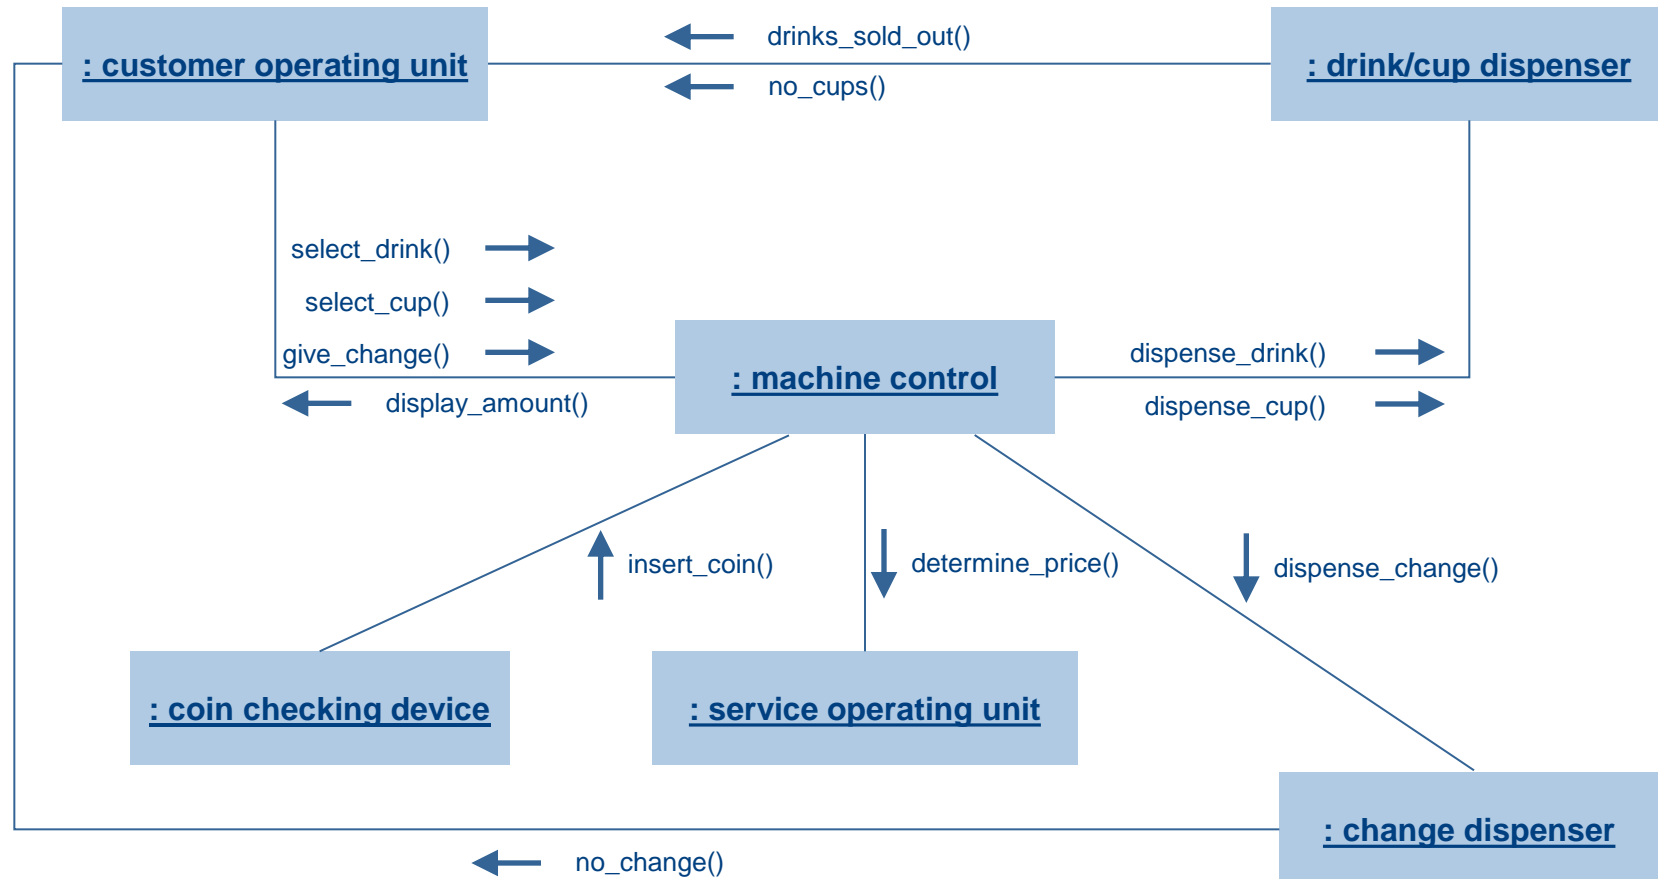 drinks_sold_out()
: customer operating unit
: drink/cup dispenser
no_cups()
select_drink()
select_cup()
give_change()
dispense_drink()
: machine control
display_amount()
dispense_cup()
insert_coin()
determine_price()
dispense_change()
: coin checking device
: service operating unit
: change dispenser
no_change()